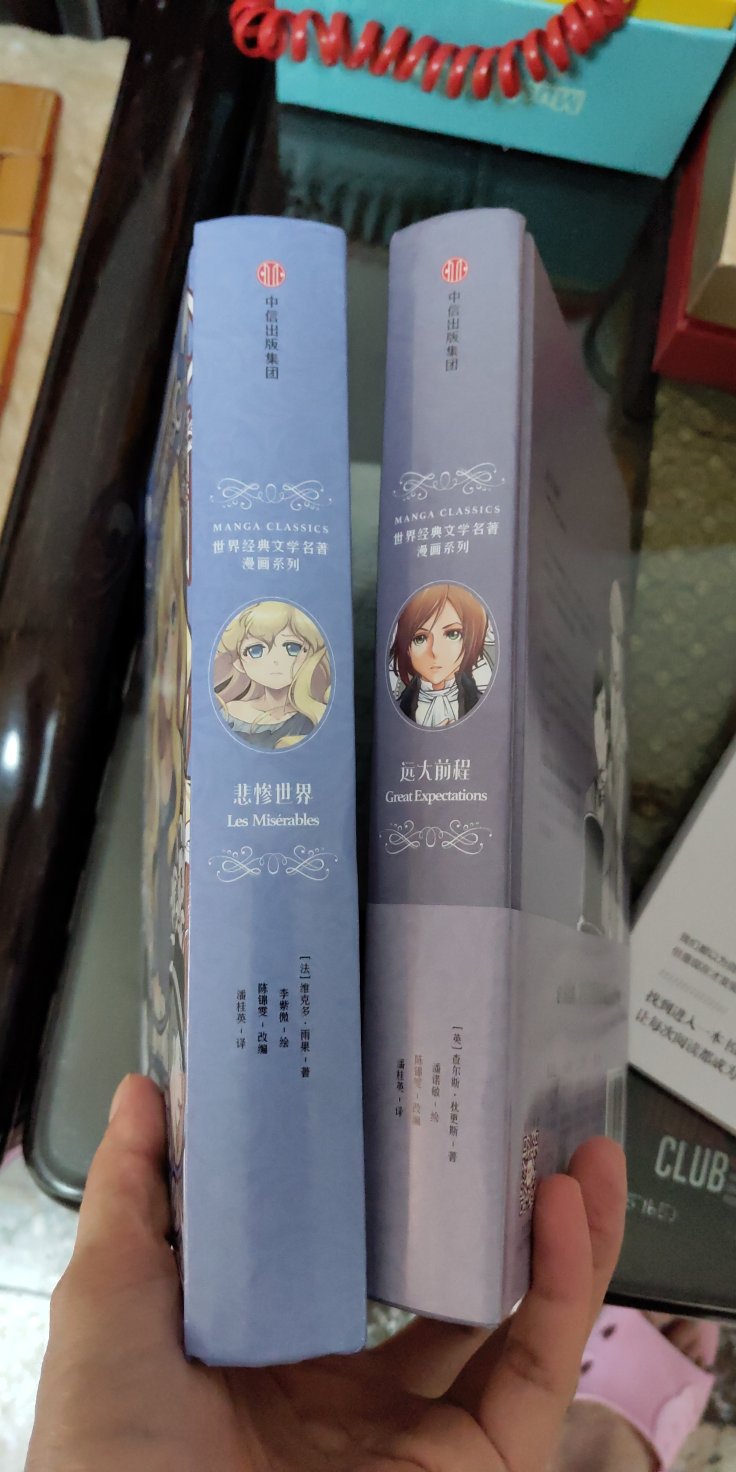 中信出版集团
MANGA CLASSICS
世界经典文学名著
漫画系列
悲惨世界
Les Misérables
[法]维克多·雨果-著
李紫薇-绘
陈锦雯-改编
潘桂英-译
中信出版集团
MANGA CLASSICS
世界经典文学名著
漫画系列
远大前程
Great Expectations
[英]查尔斯·狄更斯-著
潘诺敏-绘
陈锦雯-改编
潘桂英-译
CLUB